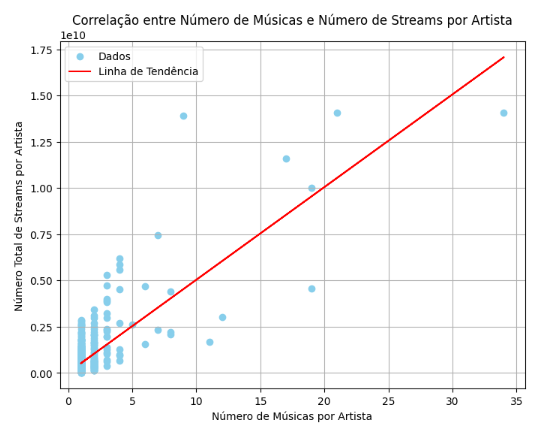 Correlação entre Número de Músicas e Número de Streams por Artista
1e10
1.75
1.50
1.25
1.00
0.75
0.50
0.25
0.00
Dados
Linha de Tendência
Número Total de Streams por Artista
0 5 10 15 20 25 30 35
Número de Músicas por Artista